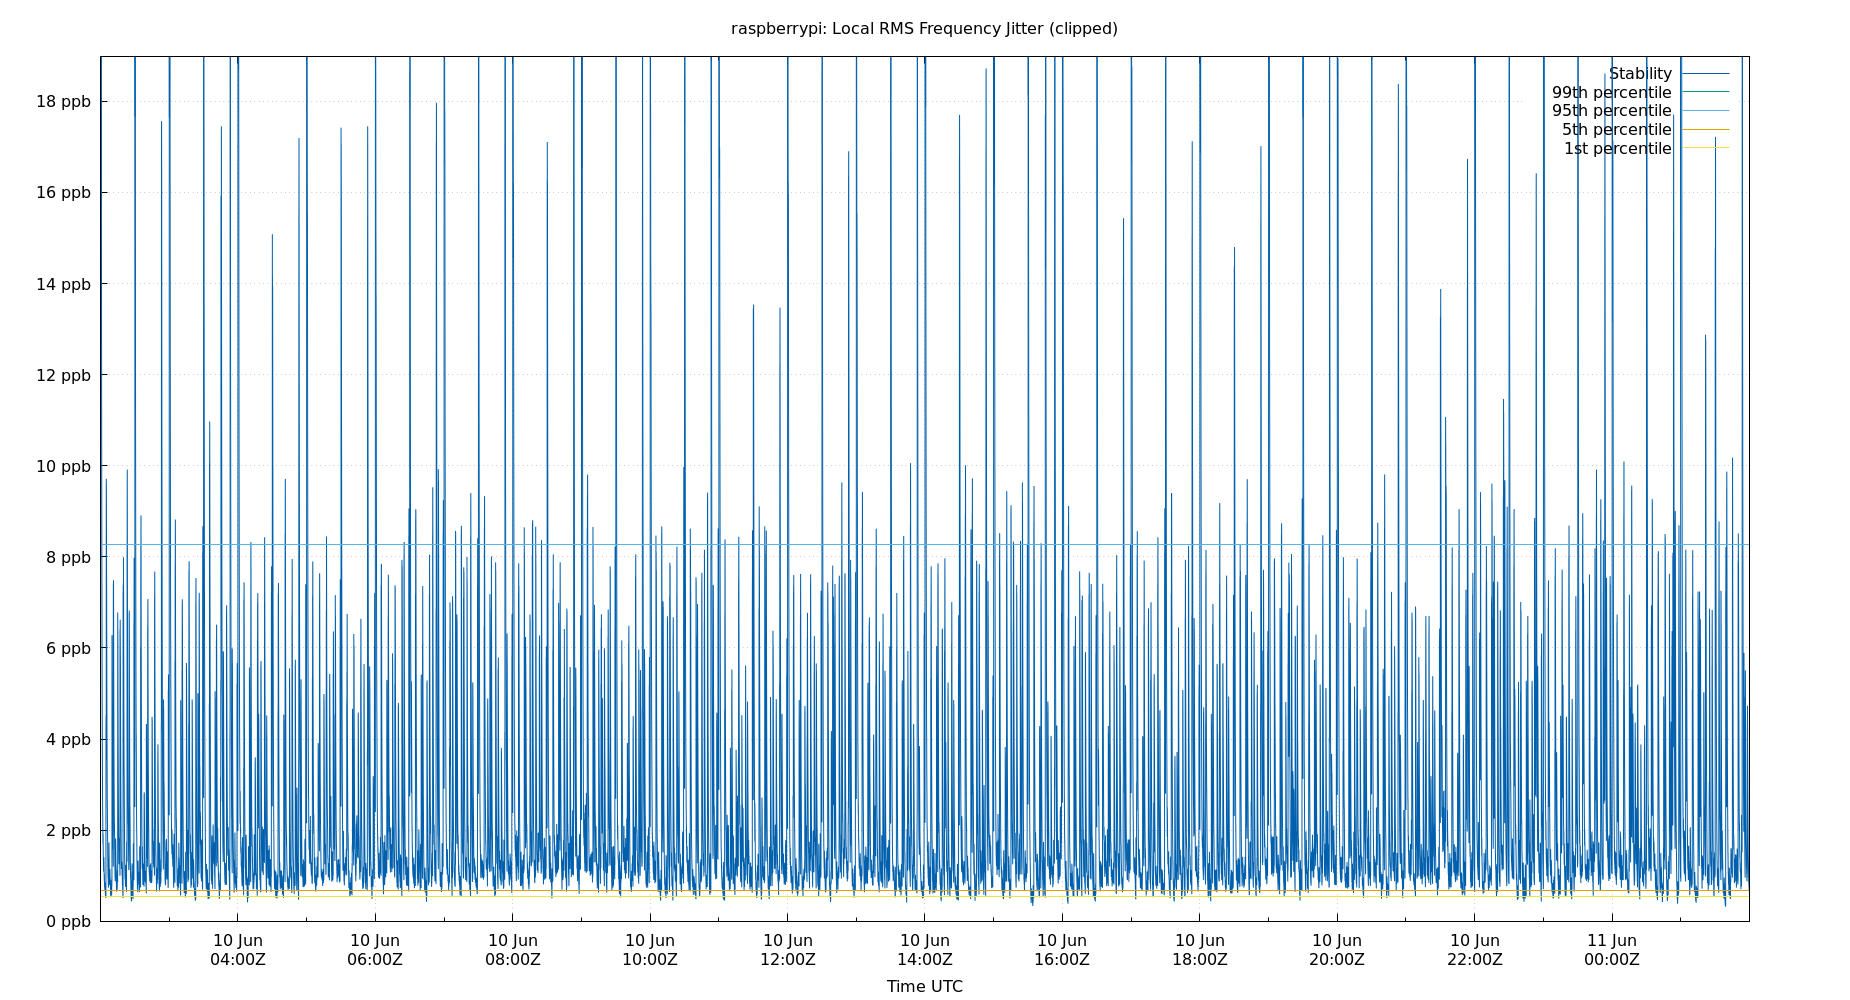 raspberrypi: Local RMS Frequency Jitter (clipped)
Stability
99th percentile
95th percentile
5th percentile
1st percentile
18 ppb
16 ppb
14 ppb
12 ppb
10 ppb
8 ppb
6 ppb
4 ppb
2 ppb
0 ppb
10 Jun 10 Jun 10 Jun 10 Jun 10 Jun 10 Jun 10 Jun 10 Jun 10 Jun 10 Jun 11 Jun
04:00Z 06:00Z 08:00Z 10:00Z 12:00Z 14:00Z 16:00Z 18:00Z 20:00Z 22:00Z 00:00Z
Time UTC